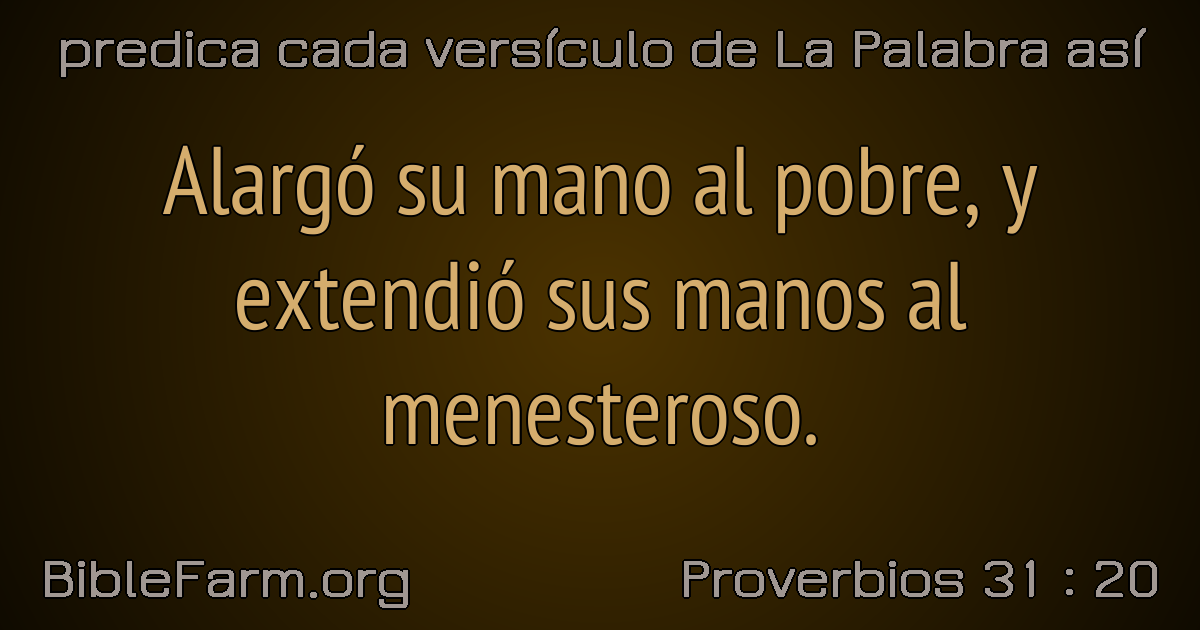 predica cada versículo de La Palabra así
Alargó su mano al pobre, y
extendió sus manos al
menesteroso.
BibleFarm.org
Proverbios 31 : 20